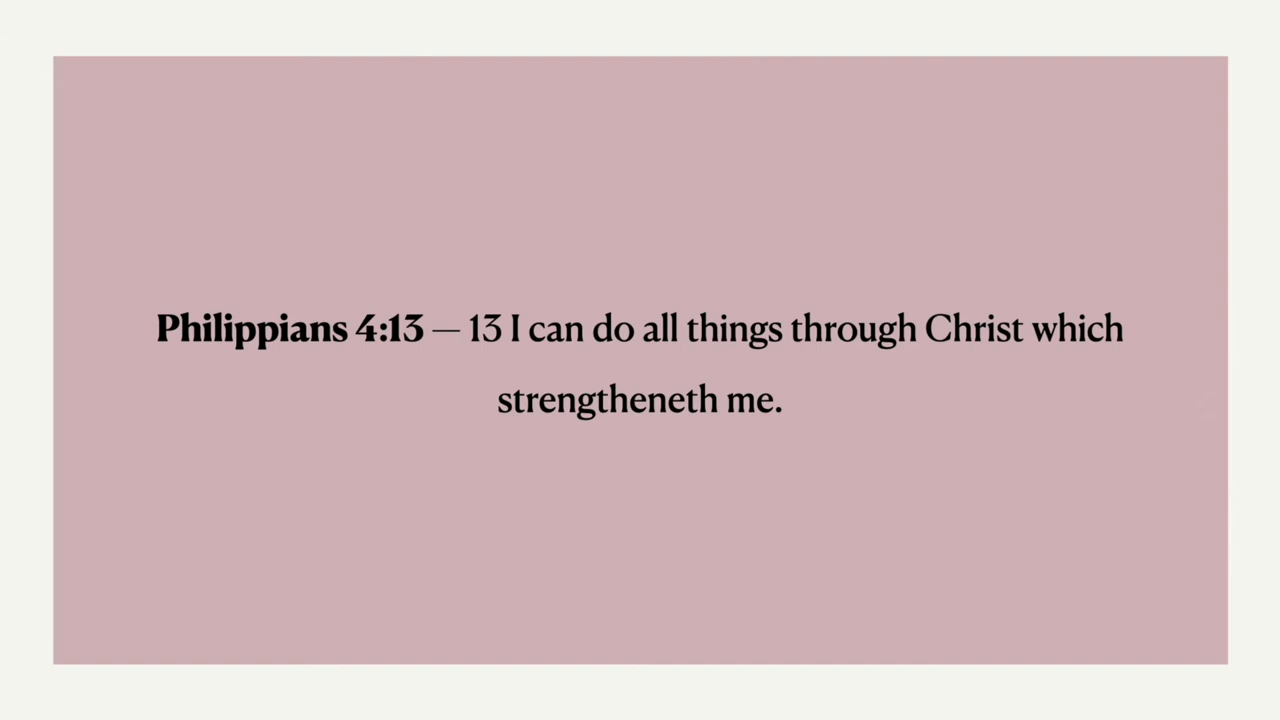 Philippians 4:13 — 13 I can do all things through Christ which
strengtheneth me.